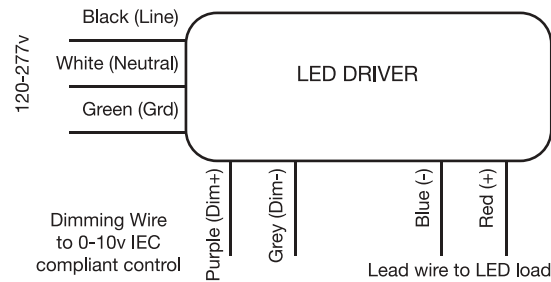 Black (Line)
White (Neutral)
Green (Grd)
120-277v
LED DRIVER
Purple (Dim+)
Grey (Dim-)
Blue (-)
Red (+)
Dimming Wire
to 0-10v IEC
compliant control
Lead wire to LED load